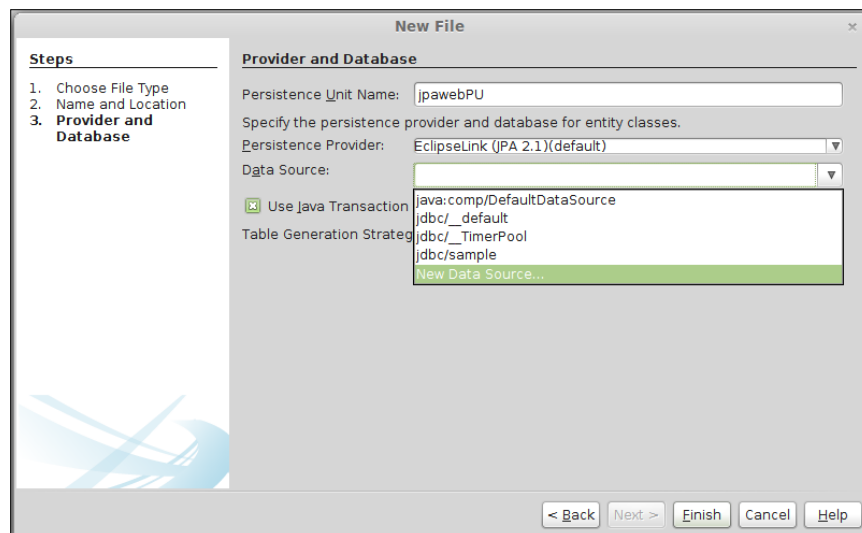 New File
Steps
1. Choose File Type
2. Name and Location
3. Provider and
Database
Provider and Database
Persistence Unit Name: jpawebPU
Specify the persistence provider and database for entity classes.
Persistence Provider: EclipseLink (JPA 2.1)(default)
Data Source:
java:comp/DefaultDataSource
jdbc/__default
jdbc/__TimerPool
jdbc/sample
New Data Source...
Use Java Transaction
Table Generation Strateg
< Back Next > Finish Cancel Help